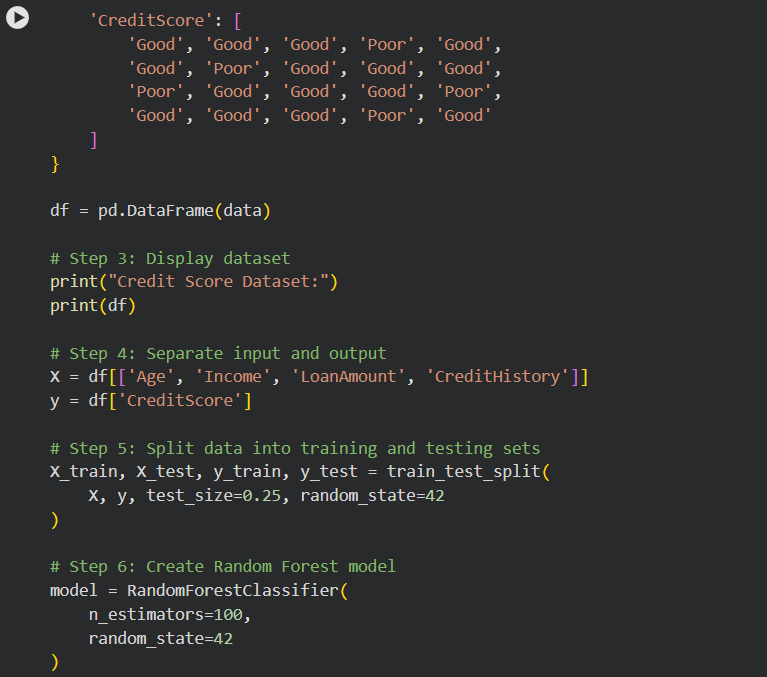 'CreditScore': [
'Good', 'Good', 'Good', 'Poor', 'Good',
'Good', 'Poor', 'Good', 'Good', 'Good',
'Poor', 'Good', 'Good', 'Good', 'Poor',
'Good', 'Good', 'Good', 'Poor', 'Good'
]
}
df = pd.DataFrame(data)
# Step 3: Display dataset
print("Credit Score Dataset:")
print(df)
# Step 4: Separate input and output
X = df[['Age', 'Income', 'LoanAmount', 'CreditHistory']]
y = df['CreditScore']
# Step 5: Split data into training and testing sets
X_train, X_test, y_train, y_test = train_test_split(
X, y, test_size=0.25, random_state=42
)
# Step 6: Create Random Forest model
model = RandomForestClassifier(
n_estimators=100,
random_state=42
)